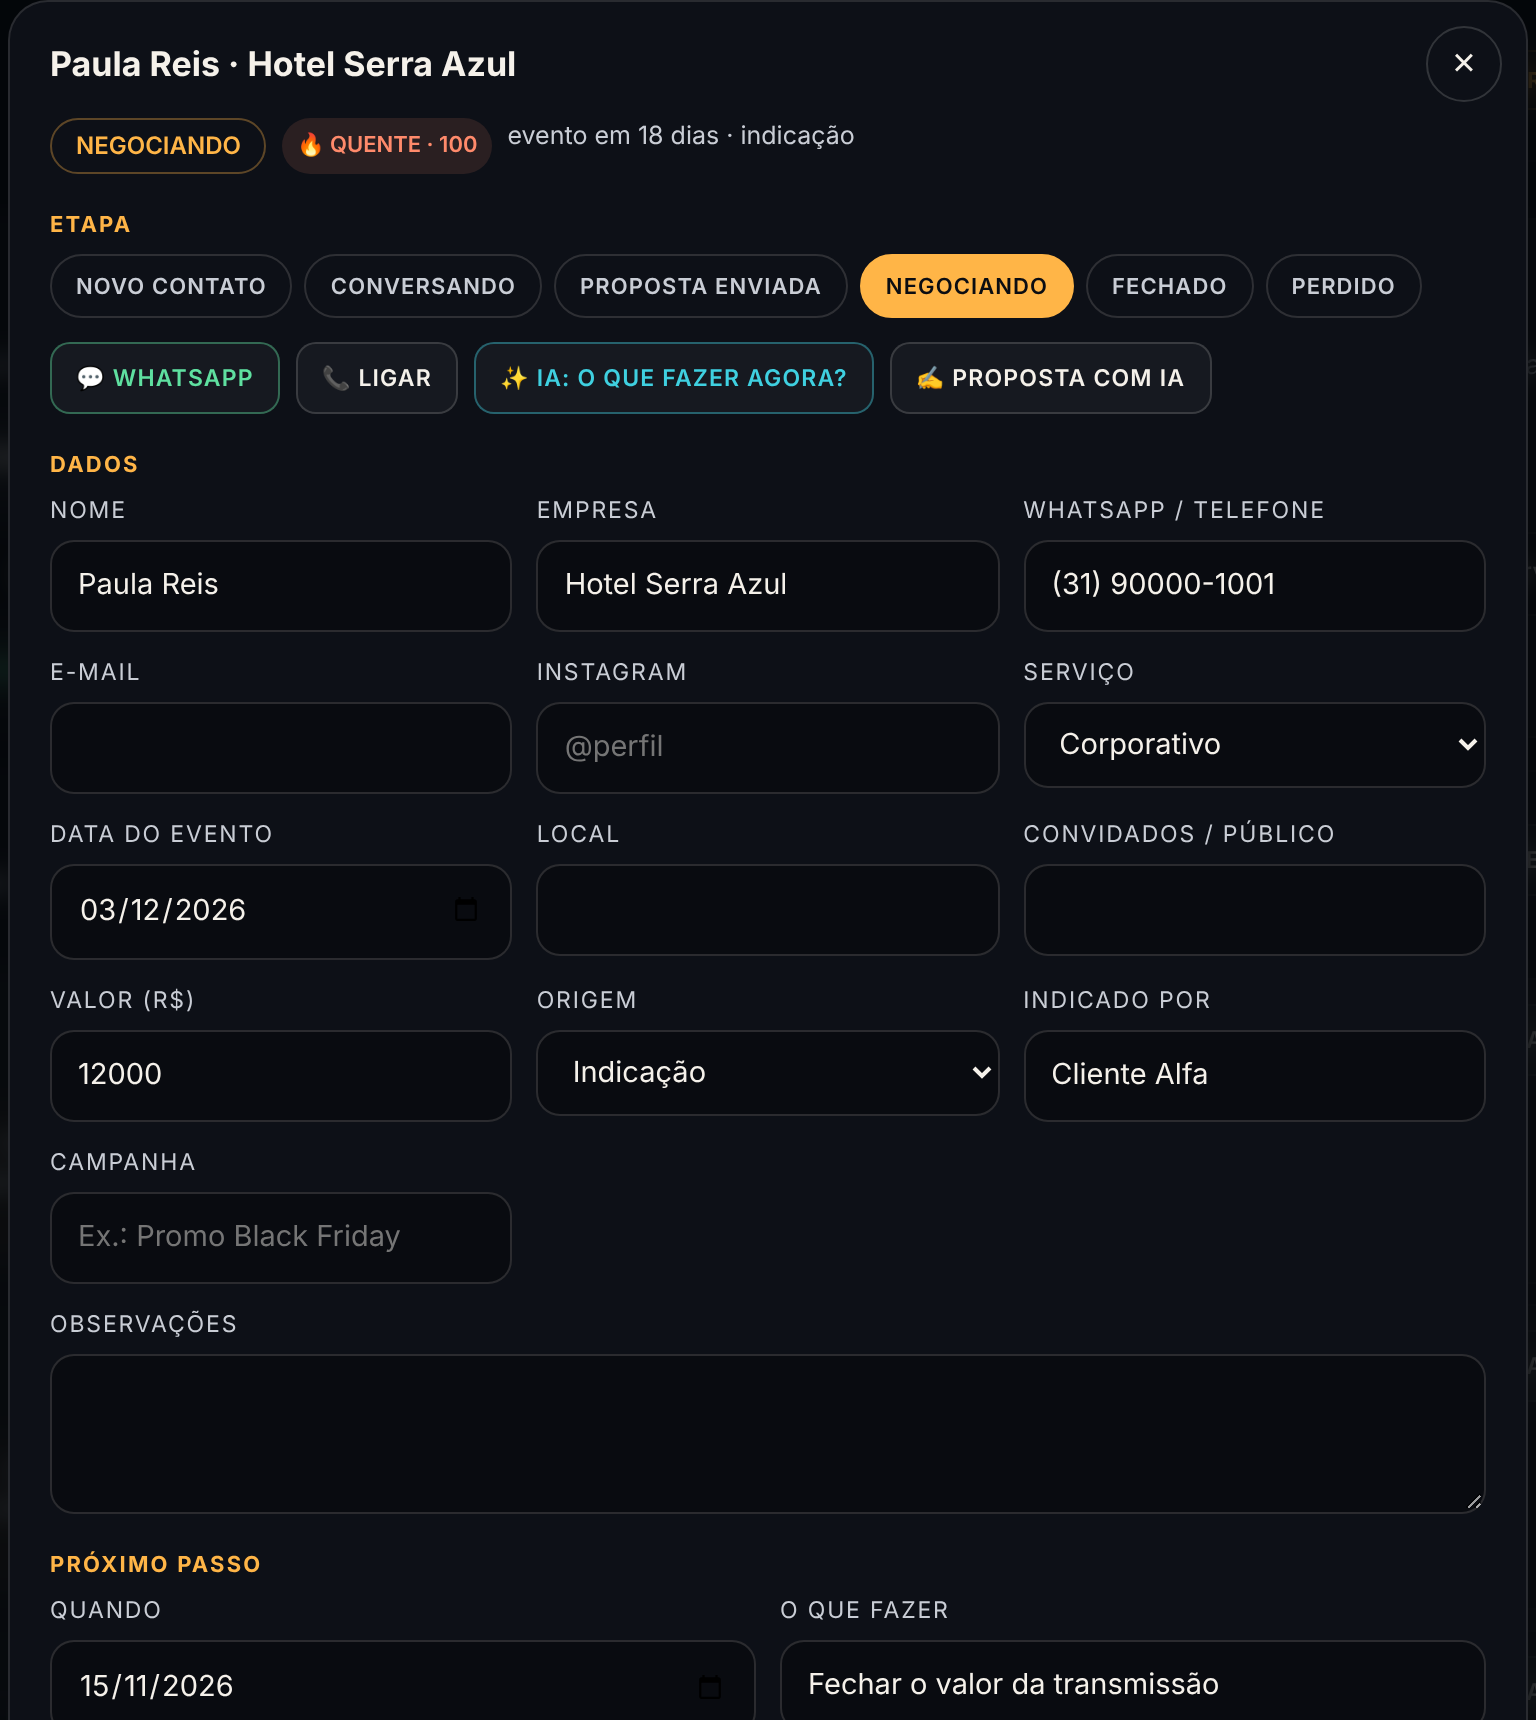 Paula Reis · Hotel Serra Azul
✕
NEGOCIANDO 🔥 QUENTE · 100 evento em 18 dias · indicação
ETAPA
NOVO CONTATO CONVERSANDO PROPOSTA ENVIADA NEGOCIANDO FECHADO PERDIDO
💬 WHATSAPP 📞 LIGAR ✨ IA: O QUE FAZER AGORA? ✍️ PROPOSTA COM IA
DADOS
NOME EMPRESA WHATSAPP / TELEFONE
Paula Reis Hotel Serra Azul (31) 90000-1001
E-MAIL INSTAGRAM SERVIÇO
@perfil Corporativo
DATA DO EVENTO LOCAL CONVIDADOS / PÚBLICO
03/12/2026
VALOR (R$) ORIGEM INDICADO POR
12000 Indicação Cliente Alfa
CAMPANHA
Ex.: Promo Black Friday
OBSERVAÇÕES
PRÓXIMO PASSO
QUANDO O QUE FAZER
15/11/2026 Fechar o valor da transmissão